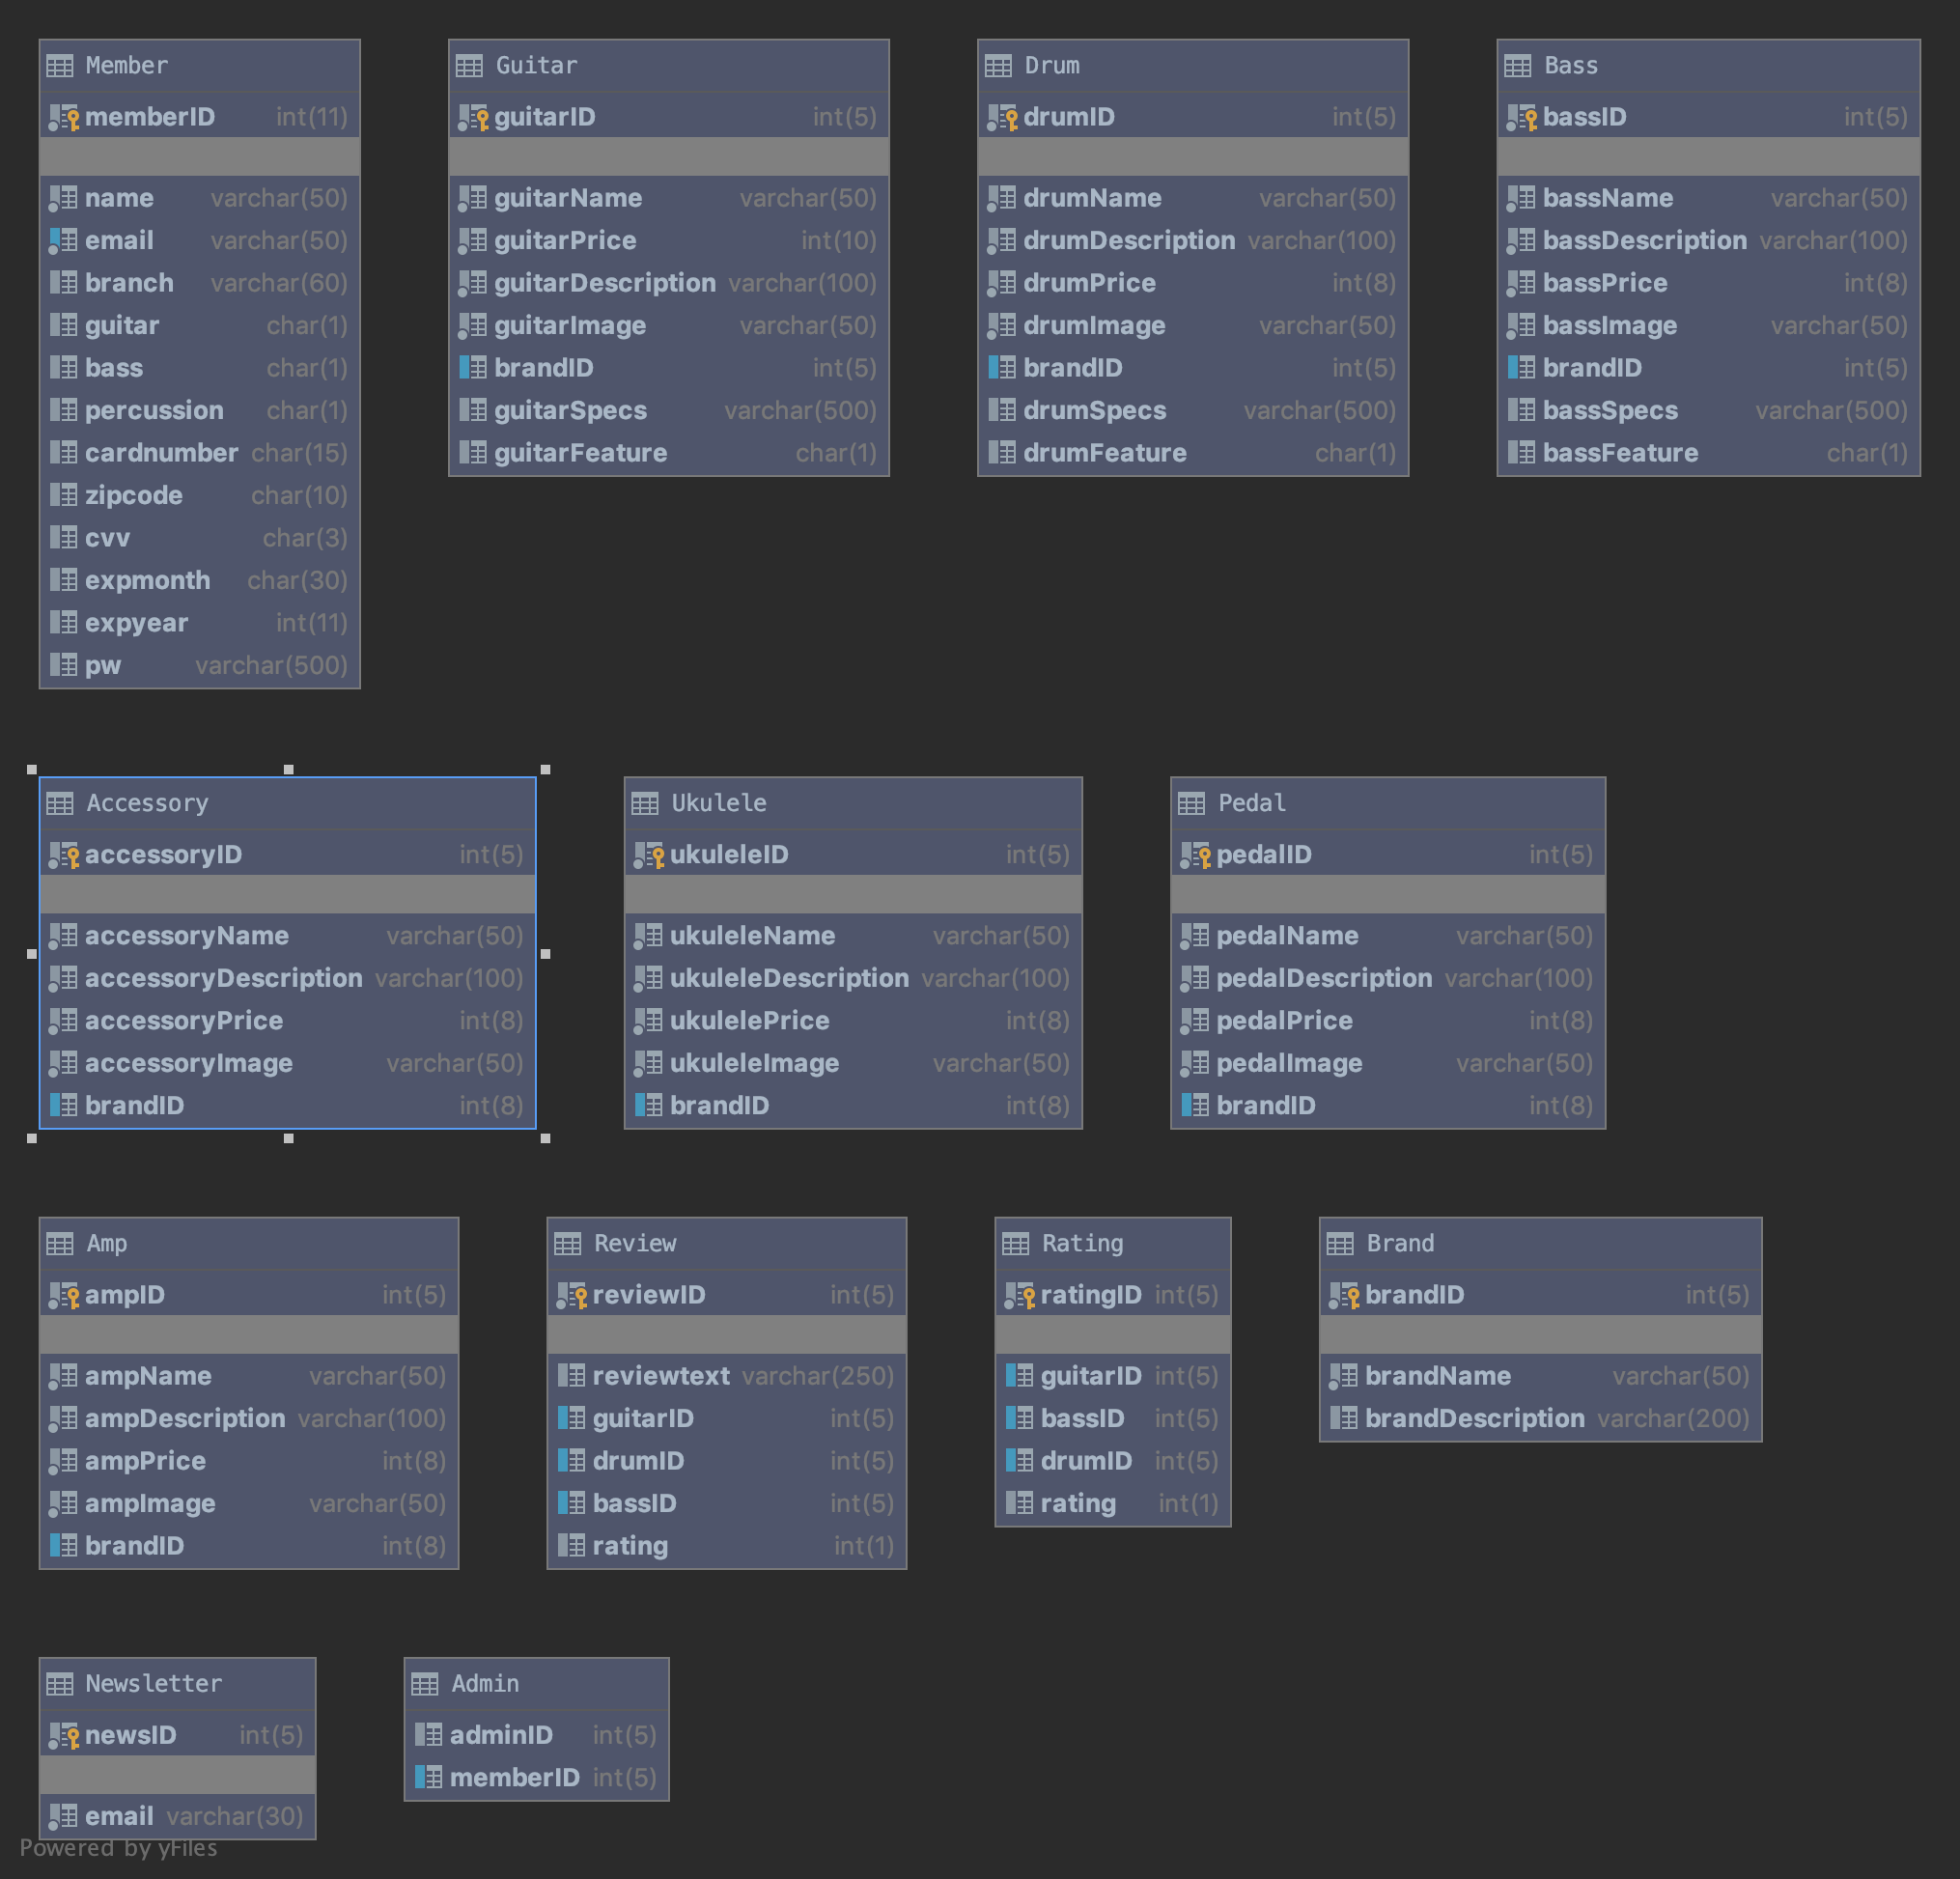 Member
memberID int(11)
name varchar(50)
email varchar(50)
branch varchar(60)
guitar char(1)
bass char(1)
percussion char(1)
cardnumber char(15)
zipcode char(10)
cvv char(3)
expmonth char(30)
expyear int(11)
pw varchar(500)
Guitar
guitarID int(5)
guitarName varchar(50)
guitarPrice int(10)
guitarDescription varchar(100)
guitarImage varchar(50)
brandID int(5)
guitarSpecs varchar(500)
guitarFeature char(1)
Drum
drumID int(5)
drumName varchar(50)
drumDescription varchar(100)
drumPrice int(8)
drumImage varchar(50)
brandID int(5)
drumSpecs varchar(500)
drumFeature char(1)
Bass
bassID int(5)
bassName varchar(50)
bassDescription varchar(100)
bassPrice int(8)
bassImage varchar(50)
brandID int(5)
bassSpecs varchar(500)
bassFeature char(1)
Accessory
accessoryID int(5)
accessoryName varchar(50)
accessoryDescription varchar(100)
accessoryPrice int(8)
accessoryImage varchar(50)
brandID int(8)
Ukulele
ukuleleID int(5)
ukuleleName varchar(50)
ukuleleDescription varchar(100)
ukulelePrice int(8)
ukuleleImage varchar(50)
brandID int(8)
Pedal
pedalID int(5)
pedalName varchar(50)
pedalDescription varchar(100)
pedalPrice int(8)
pedalImage varchar(50)
brandID int(8)
Amp
ampID int(5)
ampName varchar(50)
ampDescription varchar(100)
ampPrice int(8)
ampImage varchar(50)
brandID int(8)
Review
reviewID int(5)
reviewtext varchar(250)
guitarID int(5)
drumID int(5)
bassID int(5)
rating int(1)
Rating
ratingID int(5)
guitarID int(5)
bassID int(5)
drumID int(5)
rating int(1)
Brand
brandID int(5)
brandName varchar(50)
brandDescription varchar(200)
Newsletter
newsID int(5)
email varchar(30)
Admin
adminID int(5)
memberID int(5)
Powered by yFiles